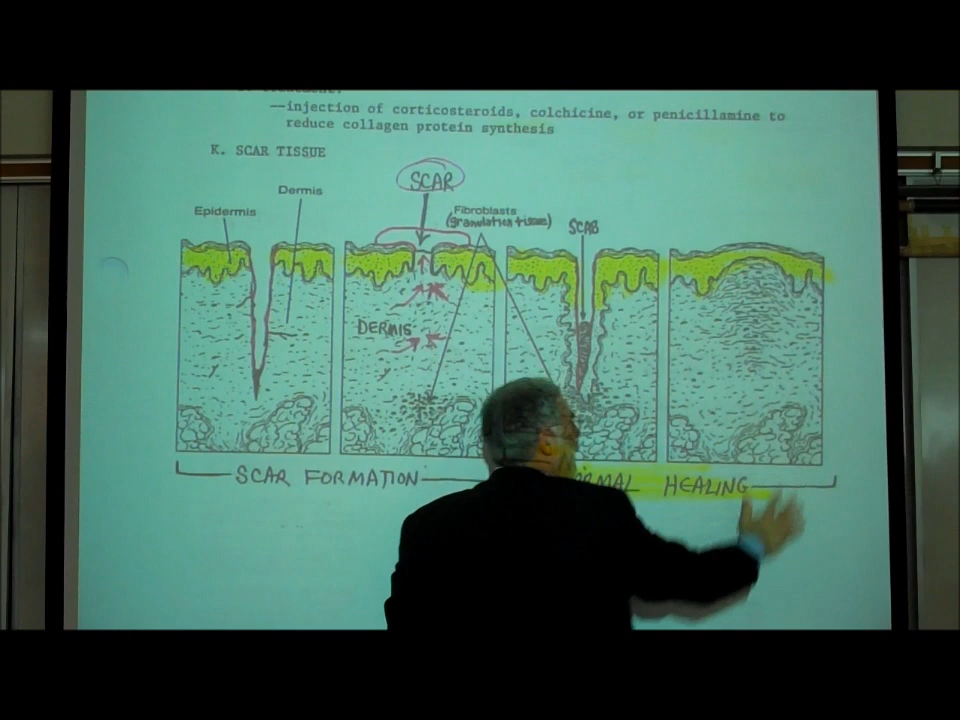 —injection of corticosteroids, colchicine, or penicillamine to
reduce collagen protein synthesis
K. SCAR TISSUE
SCAR
Dermis
Epidermis
Fibroblasts
(granulation tissue)
SCAB
DERMIS
SCAR FORMATION
HEALING